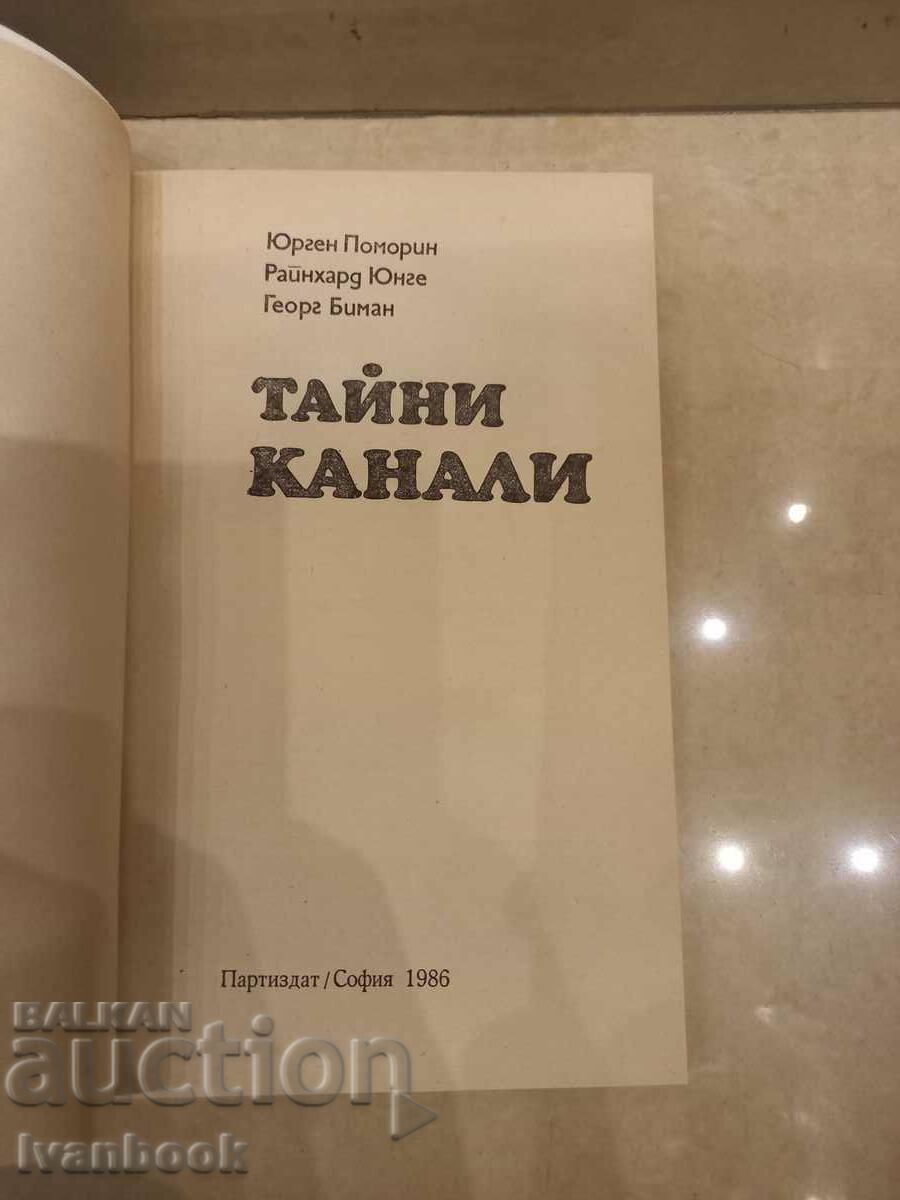 Юрген Поморин
Райнхард Юнге
Георг Биман
ТАЙНИ
КАНАЛИ
Партиздат / София 1986
BALKAN
auction
Ivanbook